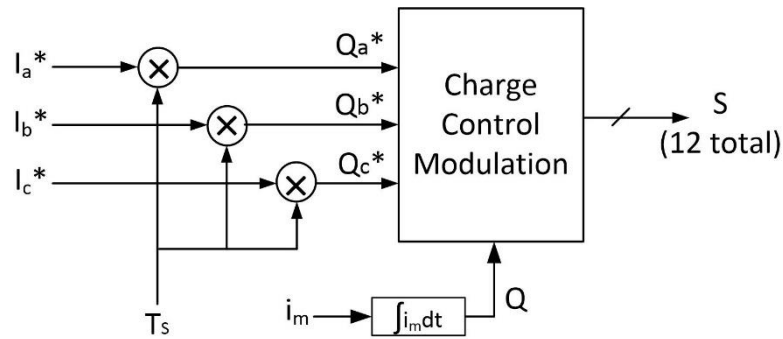 Ia* Qa*
Ib* Qb*
Ic* Qc*
Charge
Control
Modulation
S
(12 total)
Ts
im
∫imdt
Q